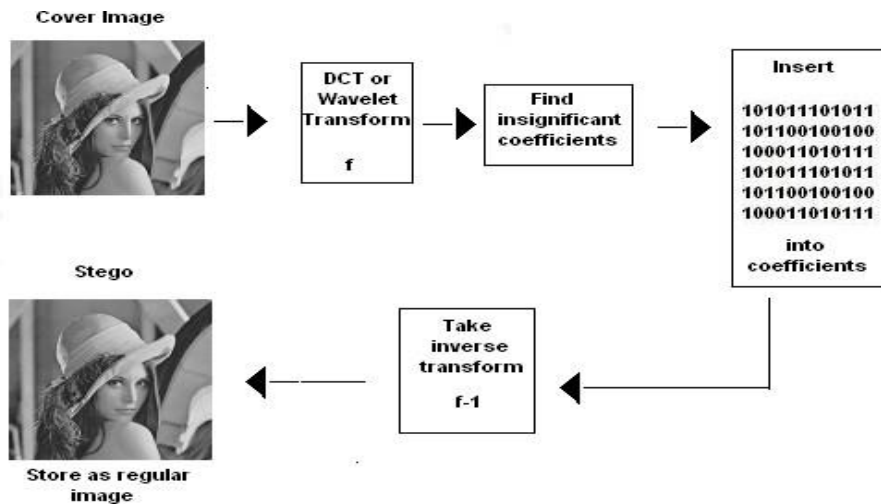 Cover Image
DCT or
Wavelet
Transform
f
Find
insignificant
coefficients
Insert
101011101011
101100100100
100011010111
101011101011
101100100100
100011010111
into
coefficients
Take
inverse
transform
f-1
Stego
Store as regular
image